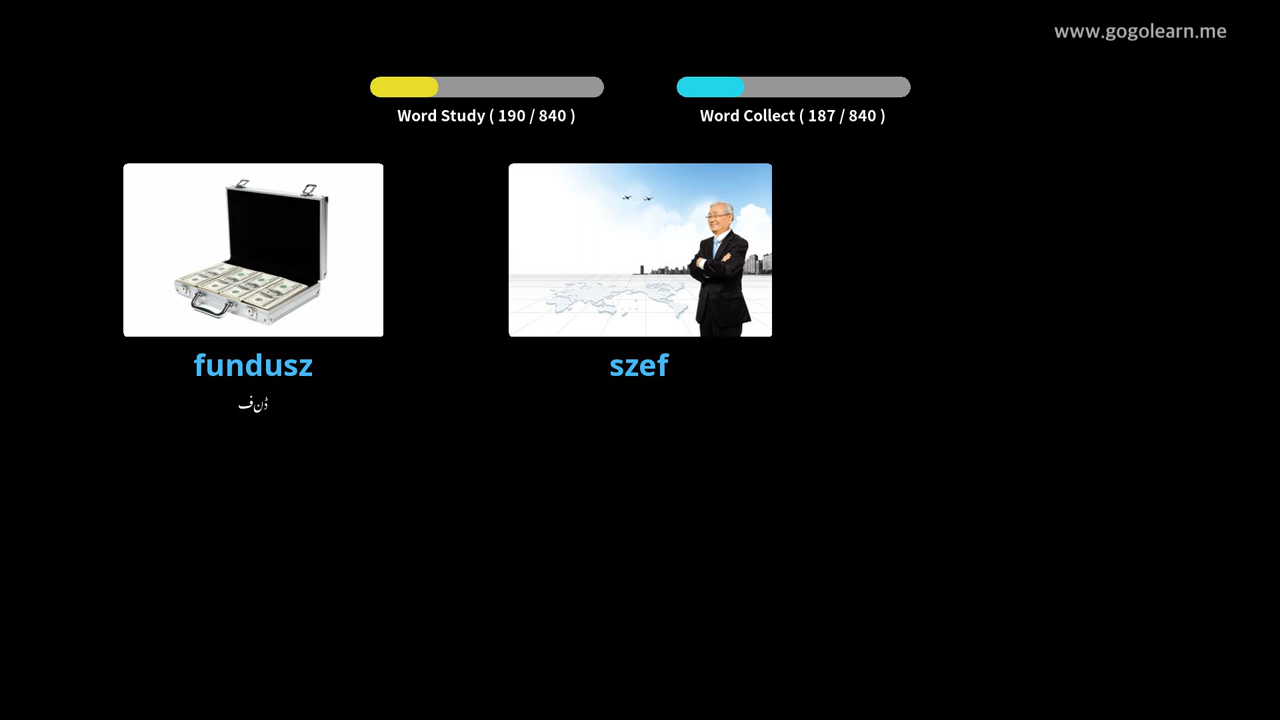 www.gogolearn.me
Word Study ( 190 / 840 )
Word Collect ( 187 / 840 )
fundusz
szef
فنڈ